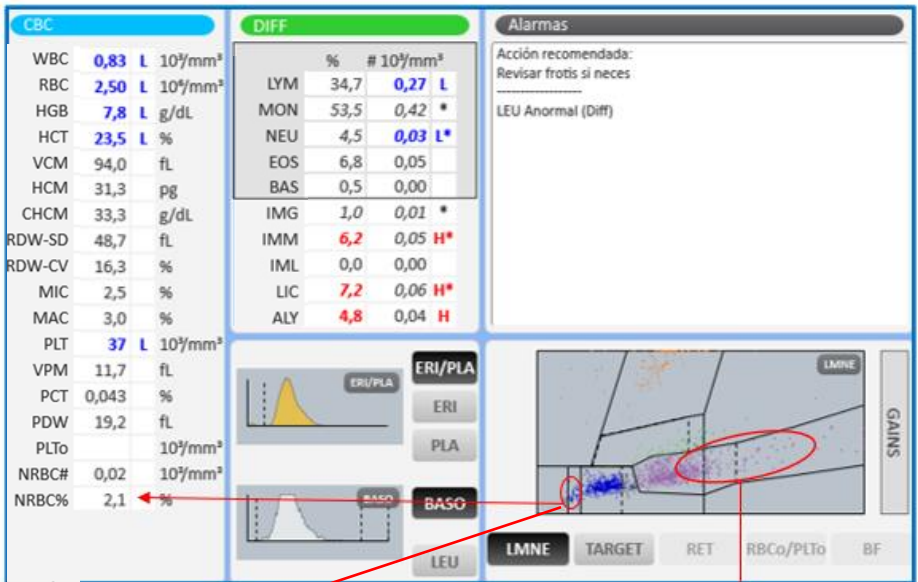 CBC
WBC 0,83 L 10³/mm³
RBC 2,50 L 10⁶/mm³
HGB 7,8 L g/dL
HCT 23,5 L %
VCM 94,0 fL
HCM 31,3 pg
CHCM 33,3 g/dL
RDW-SD 48,7 fL
RDW-CV 16,3 %
MIC 2,5 %
MAC 3,0 %
PLT 37 L 10³/mm³
VPM 11,7 fL
PCT 0,043 %
PDW 19,2 fL
PLTo 10³/mm³
NRBC# 0,02 10³/mm³
NRBC% 2,1 %
DIFF
% # 10³/mm³
LYM 34,7 0,27 L
MON 53,5 0,42 *
NEU 4,5 0,03 L*
EOS 6,8 0,05
BAS 0,5 0,00
IMG 1,0 0,01 *
IMM 6,2 0,05 H*
IML 0,0 0,00
LIC 7,2 0,06 H*
ALY 4,8 0,04 H
Alarmas
Acción recomendada:
Revisar frotis si neces
--------------------
LEU Anormal (Diff)
ERI/PLA
ERI/PLA
ERI
PLA
BASO
BASO
LEU
LMNE
GAINS
LMNE TARGET RET RBCo/PLTo BF